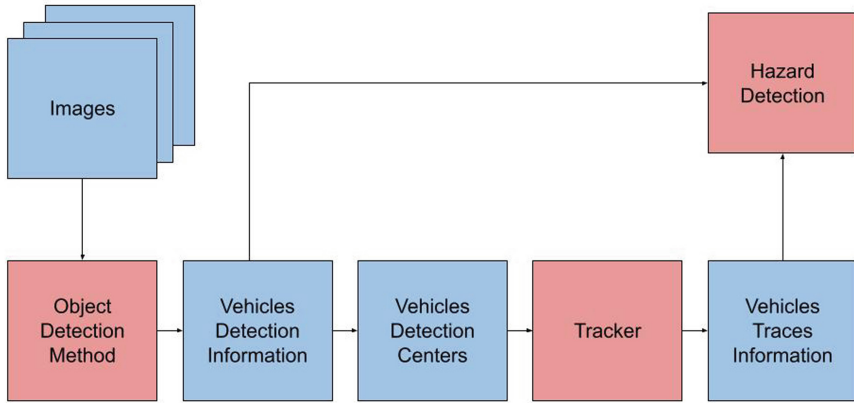 Images
Hazard
Detection
Object
Detection
Method
Vehicles
Detection
Information
Vehicles
Detection
Centers
Tracker
Vehicles
Traces
Information